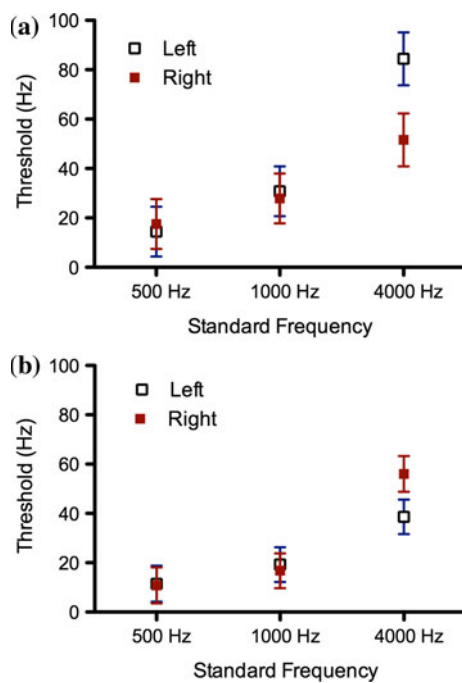 (a)
100
80
60
40
20
0
Threshold (Hz)
Left
Right
500 Hz 1000 Hz 4000 Hz
Standard Frequency
(b)
100
80
60
40
20
0
Threshold (Hz)
Left
Right
500 Hz 1000 Hz 4000 Hz
Standard Frequency